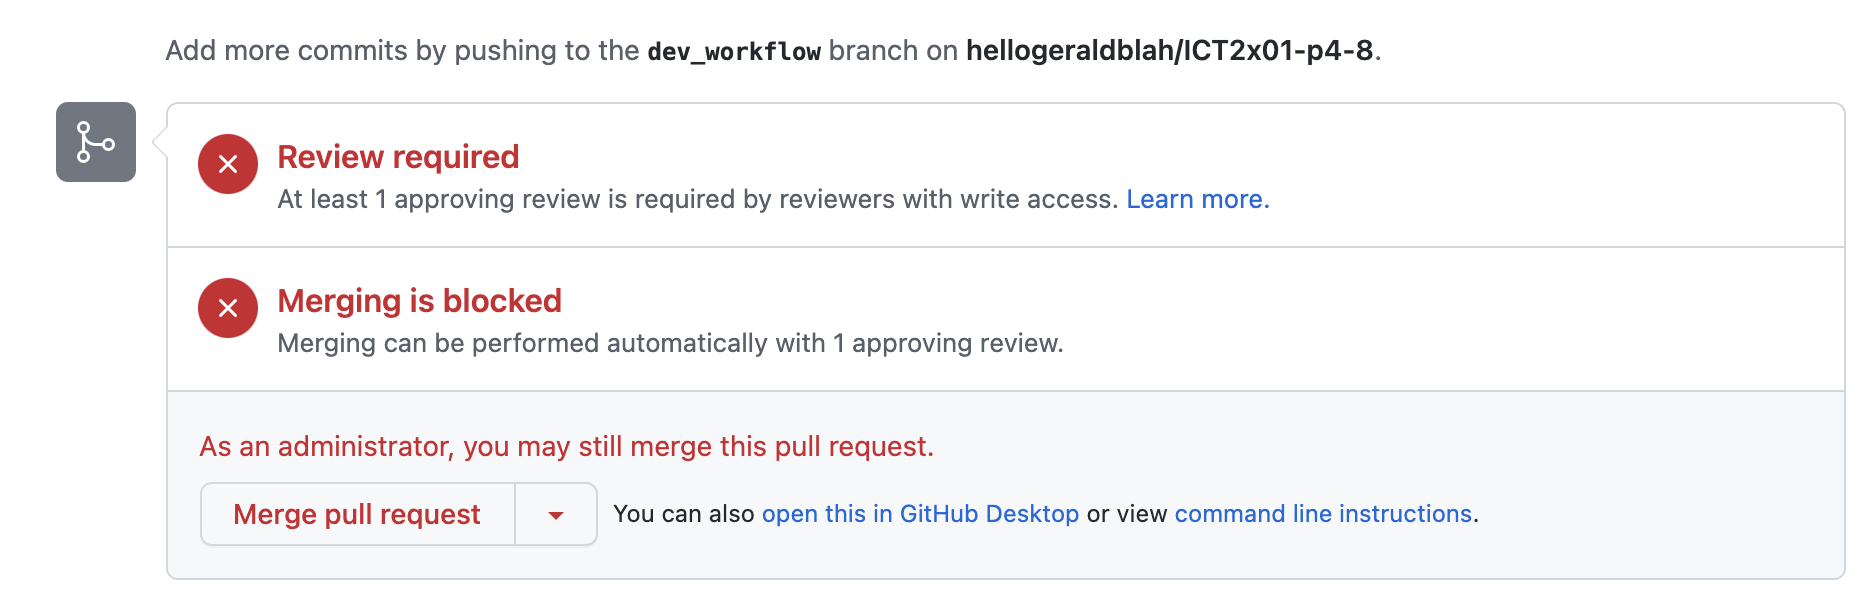 Add more commits by pushing to the dev_workflow branch on hellogeraldblah/ICT2x01-p4-8.
Review required
At least 1 approving review is required by reviewers with write access. Learn more.
Merging is blocked
Merging can be performed automatically with 1 approving review.
As an administrator, you may still merge this pull request.
Merge pull request You can also open this in GitHub Desktop or view command line instructions.